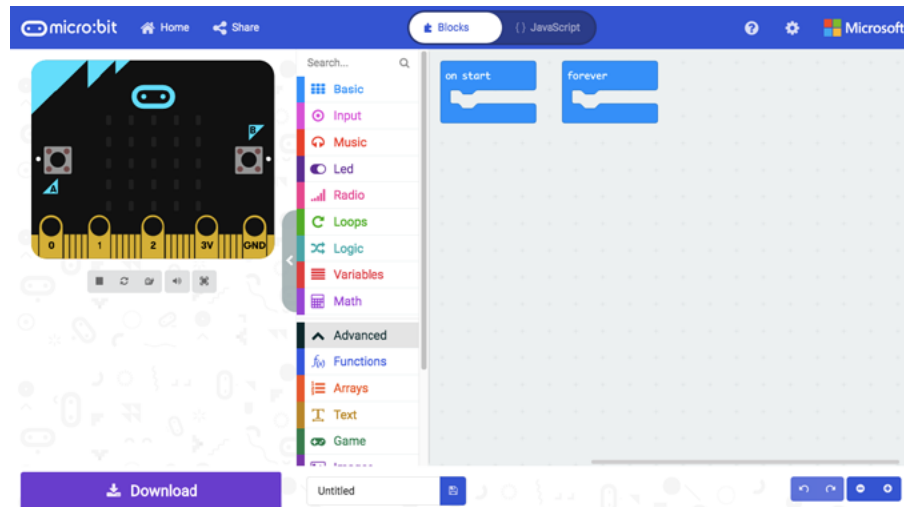 micro:bit Home Share Blocks {} JavaScript ? Microsoft
Search...
Basic
Input
Music
Led
Radio
Loops
Logic
Variables
Math
Advanced
f(x) Functions
Arrays
T Text
Game
Images
on start
forever
B
A
0 1 2 3V GND
Download
Untitled